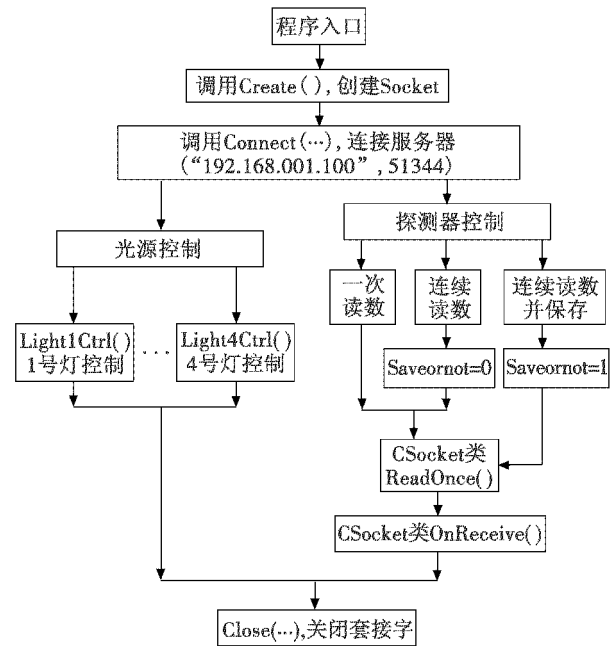 程序入口
调用Create(),创建Socket
调用Connect(…),连接服务器
(“192.168.001.100”,51344)
光源控制
探测器控制
一次
读数
连续
读数
连续读数
并保存
Light1Ctrl()
1号灯控制
…
Light4Ctrl()
4号灯控制
Saveornot=0
Saveornot=1
CSocket类
ReadOnce()
CSocket类OnReceive()
Close(…),关闭套接字